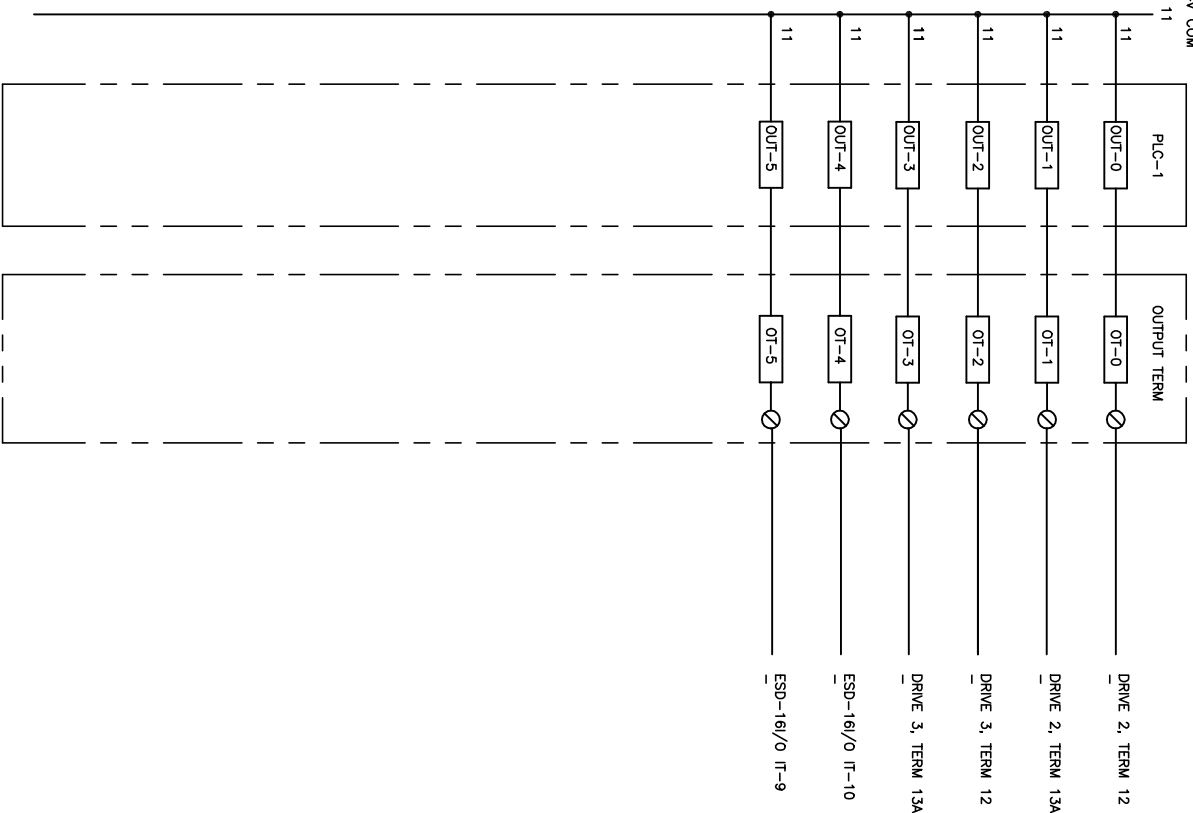 V COM
11
PLC-1 OUTPUT TERM
11 OUT-0 OT-0 DRIVE 2, TERM 12
11 OUT-1 OT-1 DRIVE 2, TERM 13A
11 OUT-2 OT-2 DRIVE 3, TERM 12
11 OUT-3 OT-3 DRIVE 3, TERM 13A
11 OUT-4 OT-4 ESD-16I/O IT-10
11 OUT-5 OT-5 ESD-16I/O IT-9